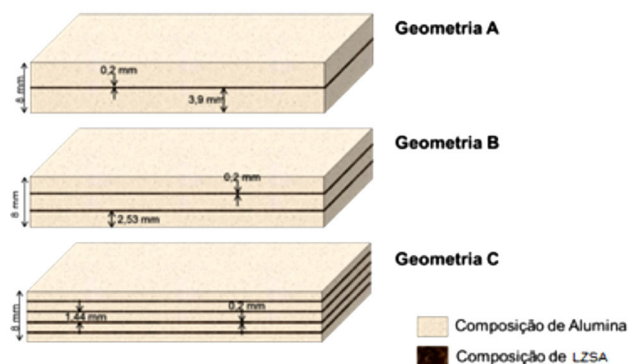 Geometria A
0,2 mm
8 mm
3,9 mm
Geometria B
0,2 mm
8 mm
2,53 mm
Geometria C
0,2 mm
1.44 mm
8 mm
Composição de Alumina
Composição de LZSA